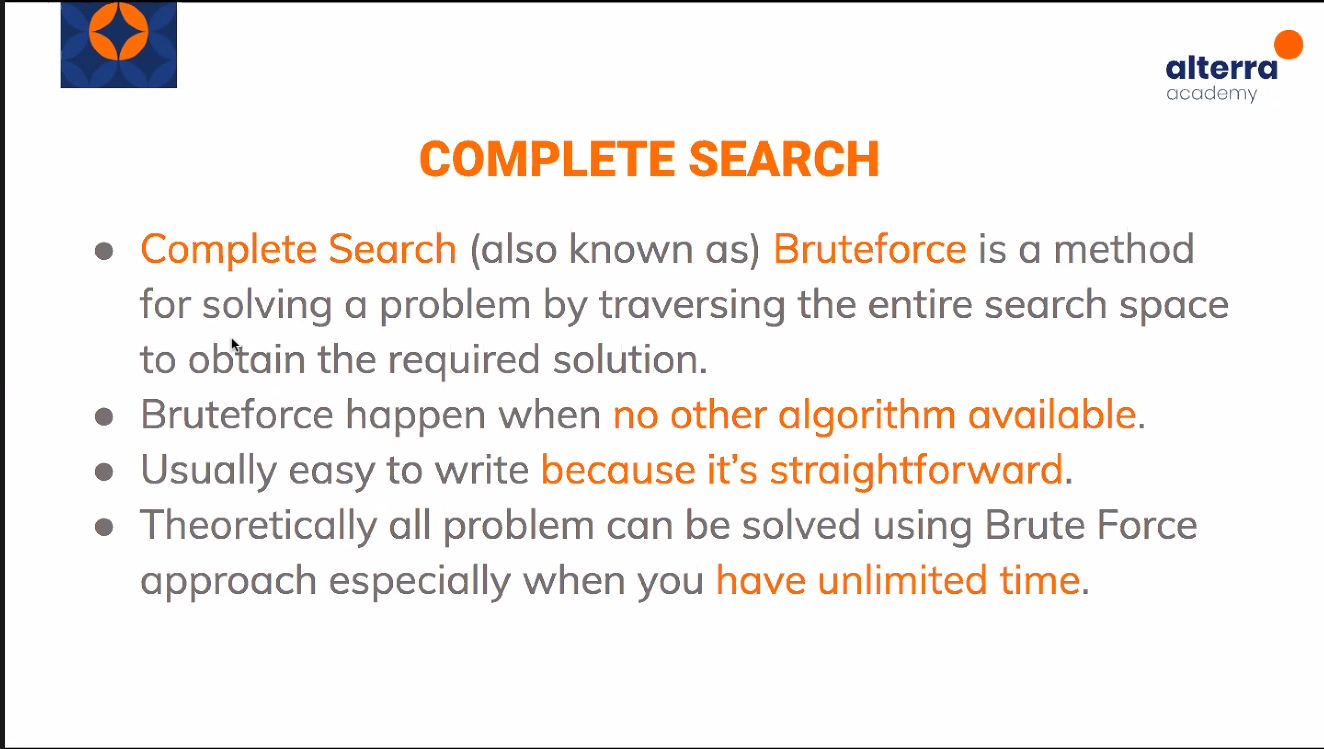 alterra
academy
COMPLETE SEARCH
● Complete Search (also known as) Bruteforce is a method
for solving a problem by traversing the entire search space
to obtain the required solution.
● Bruteforce happen when no other algorithm available.
● Usually easy to write because it’s straightforward.
● Theoretically all problem can be solved using Brute Force
approach especially when you have unlimited time.